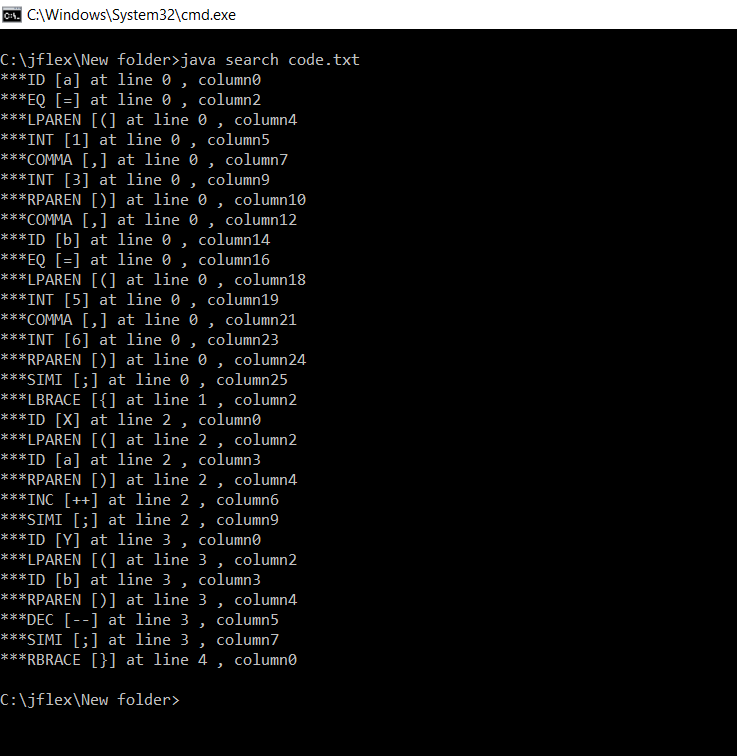 C:\Windows\System32\cmd.exe
C:\jflex\New folder>java search code.txt
***ID [a] at line 0 , column0
***EQ [=] at line 0 , column2
***LPAREN [(] at line 0 , column4
***INT [1] at line 0 , column5
***COMMA [,] at line 0 , column7
***INT [3] at line 0 , column9
***RPAREN [)] at line 0 , column10
***COMMA [,] at line 0 , column12
***ID [b] at line 0 , column14
***EQ [=] at line 0 , column16
***LPAREN [(] at line 0 , column18
***INT [5] at line 0 , column19
***COMMA [,] at line 0 , column21
***INT [6] at line 0 , column23
***RPAREN [)] at line 0 , column24
***SIMI [;] at line 0 , column25
***LBRACE [{] at line 1 , column2
***ID [X] at line 2 , column0
***LPAREN [(] at line 2 , column2
***ID [a] at line 2 , column3
***RPAREN [)] at line 2 , column4
***INC [++] at line 2 , column6
***SIMI [;] at line 2 , column9
***ID [Y] at line 3 , column0
***LPAREN [(] at line 3 , column2
***ID [b] at line 3 , column3
***RPAREN [)] at line 3 , column4
***DEC [--] at line 3 , column5
***SIMI [;] at line 3 , column7
***RBRACE [}] at line 4 , column0
C:\jflex\New folder>